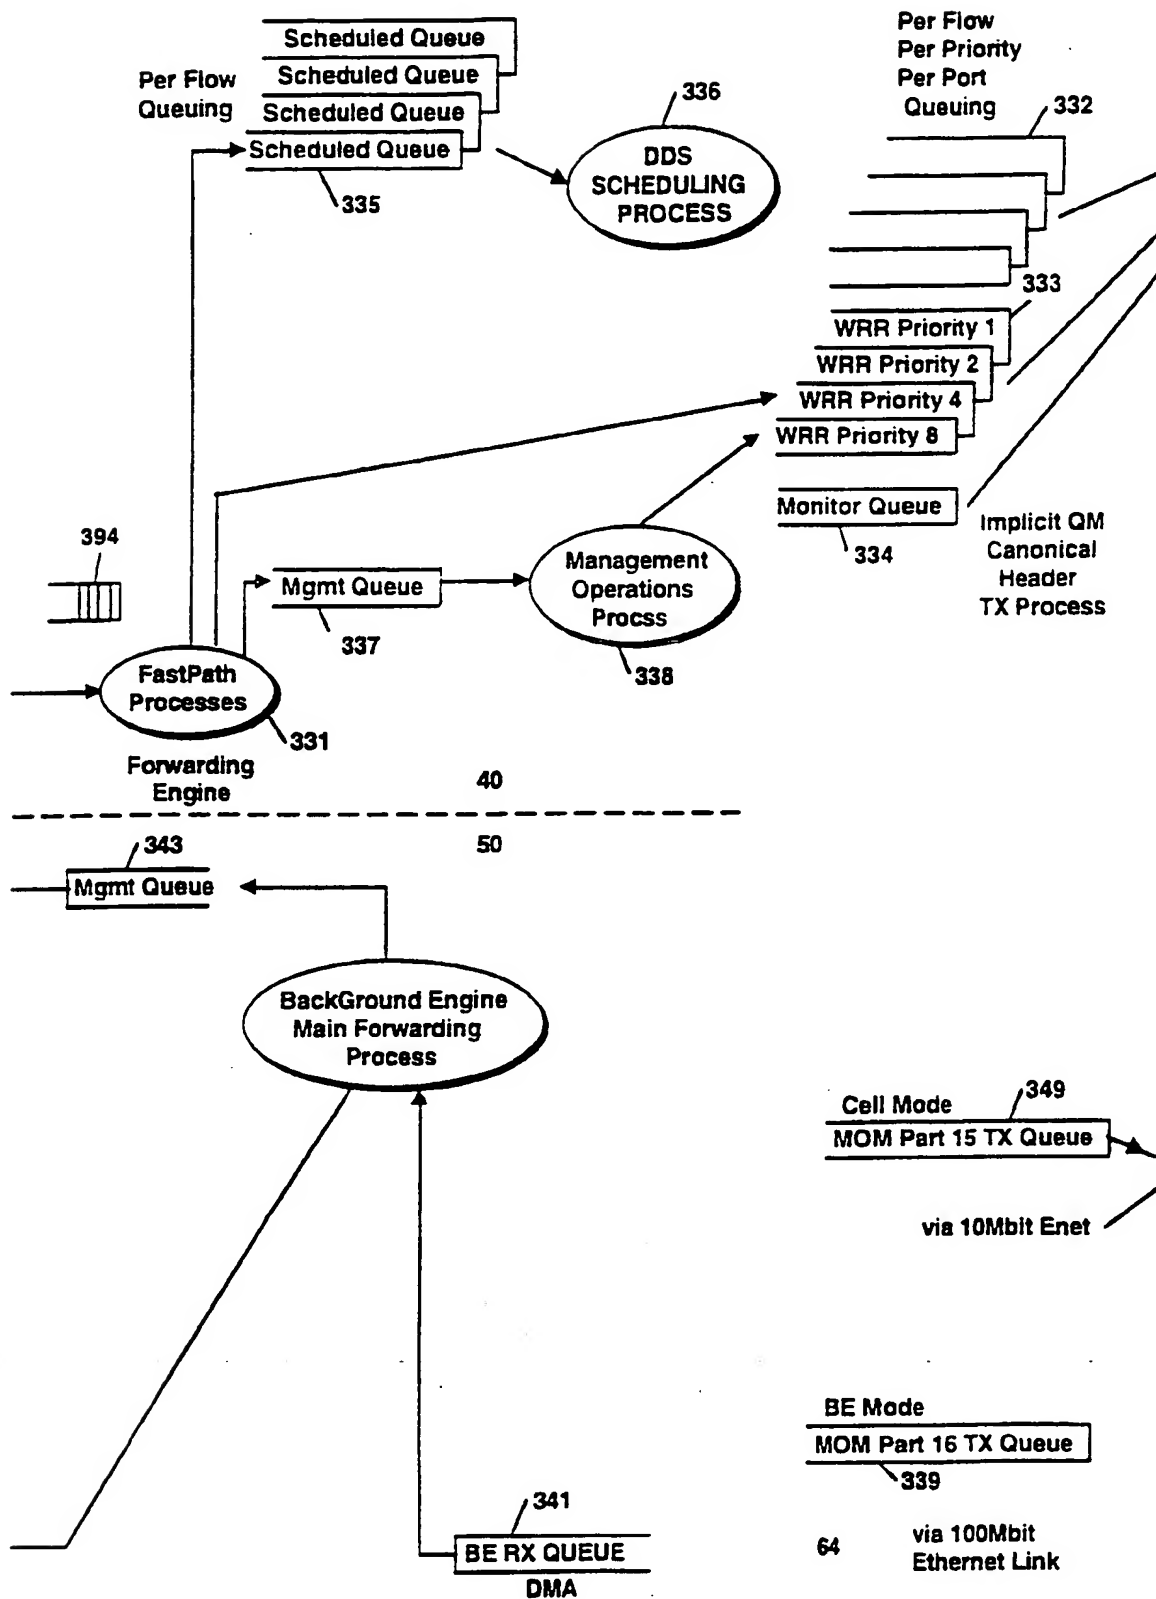 Per Flow
Queuing
Scheduled Queue
Scheduled Queue
Scheduled Queue
Scheduled Queue
335
336
DDS
SCHEDULING
PROCESS
Per Flow
Per Priority
Per Port
Queuing
332
333
WRR Priority 1
WRR Priority 2
WRR Priority 4
WRR Priority 8
Monitor Queue
334
Implicit QM
Canonical
Header
TX Process
394
Mgmt Queue
337
Management
Operations
Procss
338
FastPath
Processes
331
Forwarding
Engine
40
50
343
Mgmt Queue
BackGround Engine
Main Forwarding
Process
Cell Mode
349
MOM Part 15 TX Queue
via 10Mbit Enet
BE Mode
MOM Part 16 TX Queue
339
341
BE RX QUEUE
DMA
64
via 100Mbit
Ethernet Link